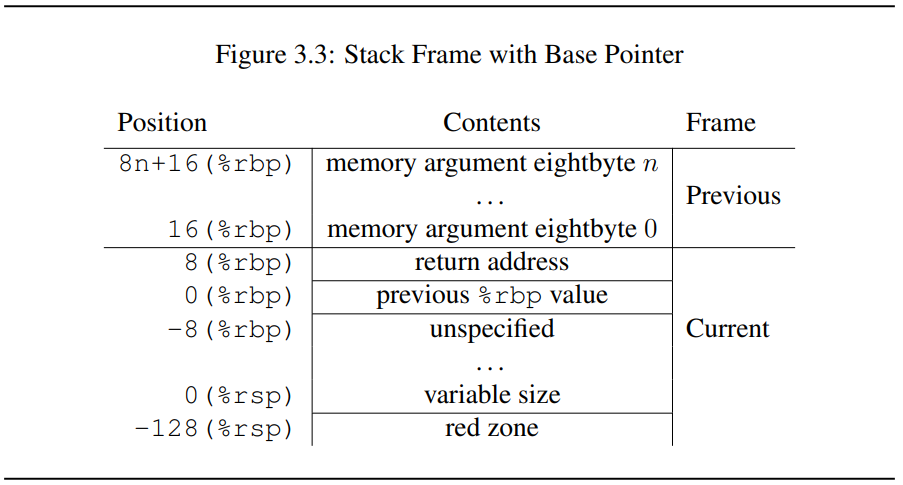 Figure 3.3: Stack Frame with Base Pointer
Position Contents Frame
8n+16(%rbp) memory argument eightbyte n
... Previous
16(%rbp) memory argument eightbyte 0
8(%rbp) return address
0(%rbp) previous %rbp value
-8(%rbp) unspecified Current
...
0(%rsp) variable size
-128(%rsp) red zone